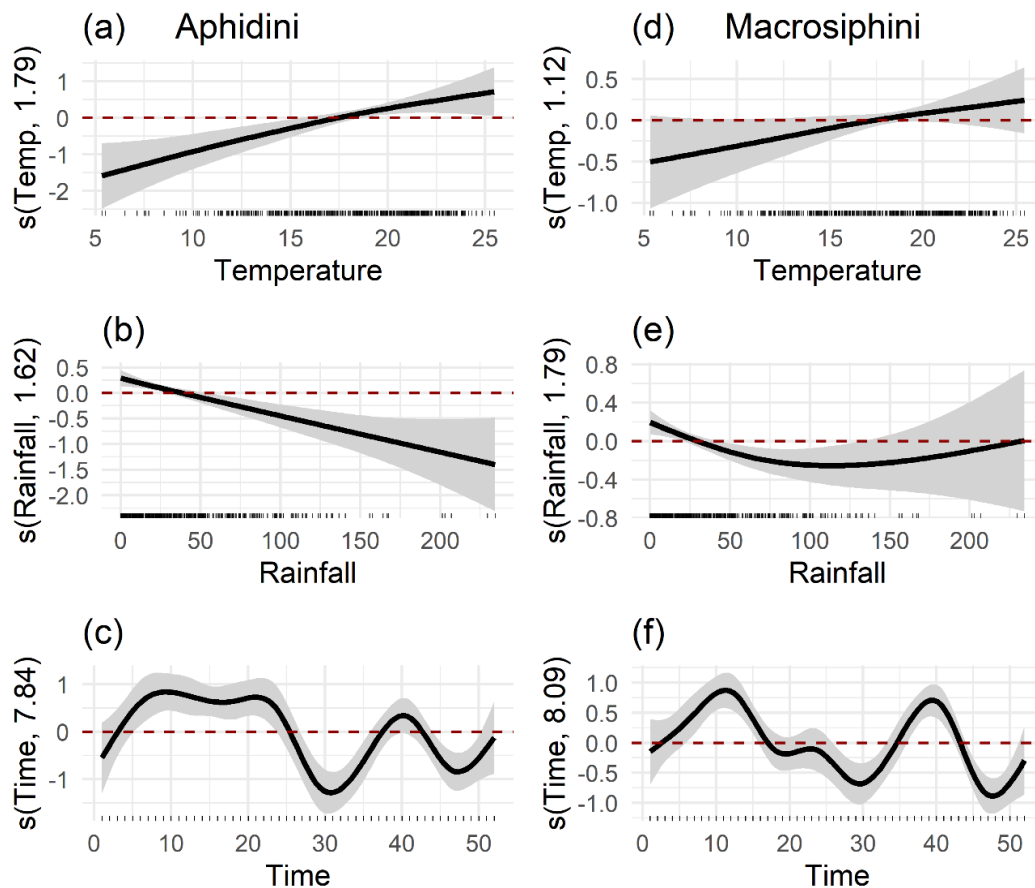 (a) Aphidini
s(Temp, 1.79)
1
0
-1
-2
5 10 15 20 25
Temperature
(d) Macrosiphini
s(Temp, 1.12)
0.5
0.0
-0.5
-1.0
5 10 15 20 25
Temperature
(b)
s(Rainfall, 1.62)
0.5
0.0
-0.5
-1.0
-1.5
-2.0
0 50 100 150 200
Rainfall
(e)
s(Rainfall, 1.79)
0.8
0.4
0.0
-0.4
-0.8
0 50 100 150 200
Rainfall
(c)
s(Time, 7.84)
1
0
-1
0 10 20 30 40 50
Time
(f)
s(Time, 8.09)
1.0
0.5
0.0
-0.5
-1.0
0 10 20 30 40 50
Time